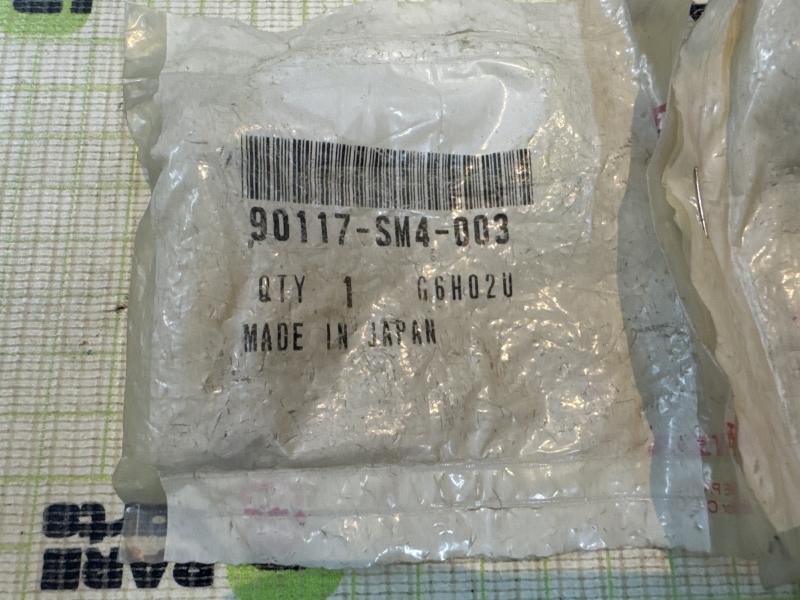 90117-SM4-003
QTY 1 G6H02U
MADE IN JAPAN